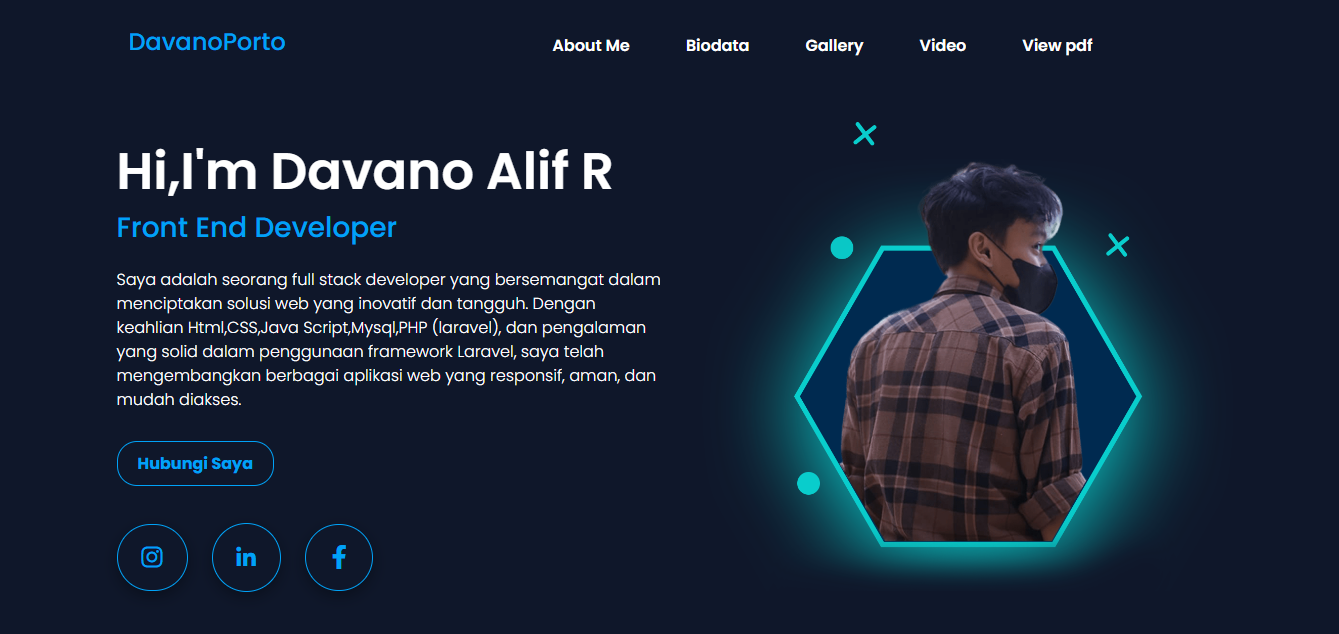 DavanoPorto
About Me
Biodata
Gallery
Video
View pdf
Hi,I'm Davano Alif R
Front End Developer
Saya adalah seorang full stack developer yang bersemangat dalam
menciptakan solusi web yang inovatif dan tangguh. Dengan
keahlian Html,CSS,Java Script,Mysql,PHP (laravel), dan pengalaman
yang solid dalam penggunaan framework Laravel, saya telah
mengembangkan berbagai aplikasi web yang responsif, aman, dan
mudah diakses.
Hubungi Saya